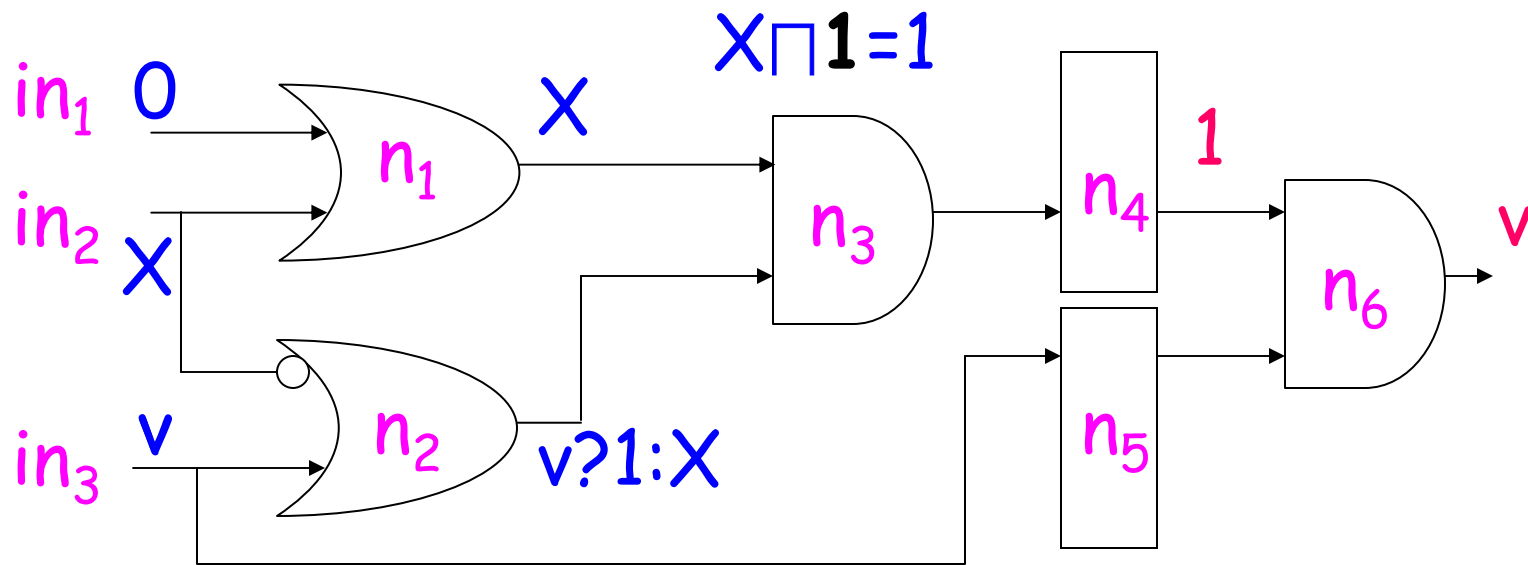 X⊓1=1
in₁ 0
X
n₁
1
n₄
in₂
n₃
X
n₆
v
in₃ v
n₂
v?1:X
n₅